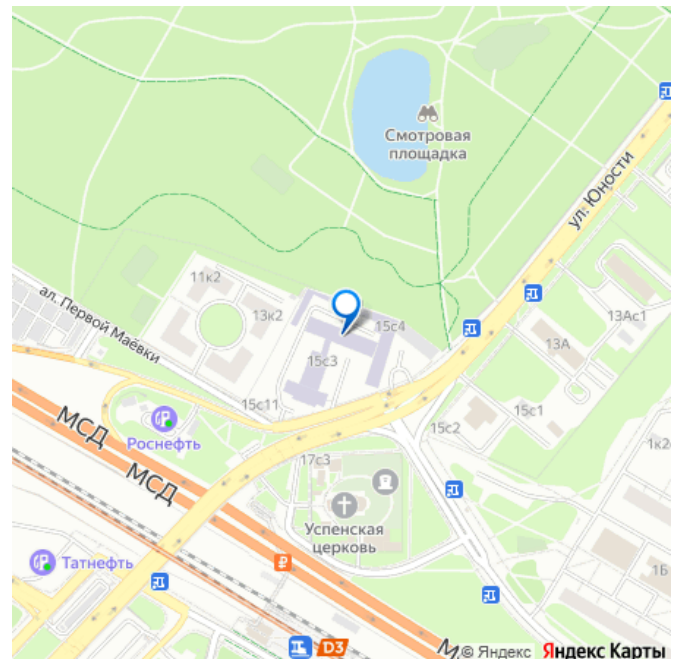 Смотровая
площадка
ул. Юности
11к2
13к2
ал. Первой Маёвки
15с4
13Ас1
13А
15с3
15с11
15с1
15с2
Роснефть
МСД
МСД
17с3
Успенская
церковь
1Б
Татнефть
D3
© Яндекс Яндекс Карты